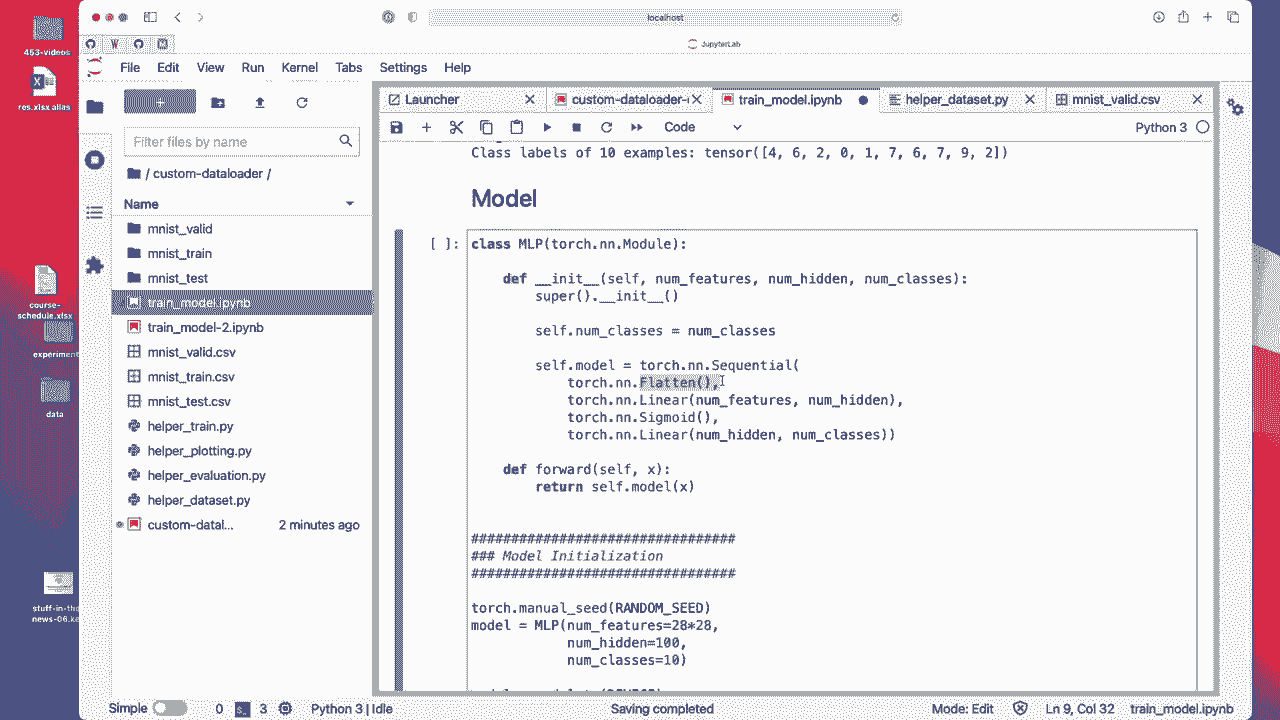 453-videos
res.xlsx alias
course-
schedule.xlsx
experiment
data
stuff-in-the
news-06.ke
localhost
JupyterLab
File Edit View Run Kernel Tabs Settings Help
Filter files by name
/ custom-dataloader /
Name
mnist_valid
mnist_train
mnist_test
train_model.ipynb
train_model-2.ipynb
mnist_valid.csv
mnist_train.csv
mnist_test.csv
helper_train.py
helper_plotting.py
helper_evaluation.py
helper_dataset.py
custom-datal... 2 minutes ago
Launcher custom-dataloader- train_model.ipynb helper_dataset.py mnist_valid.csv
Code Python 3
Class labels of 10 examples: tensor([4, 6, 2, 0, 1, 7, 6, 7, 9, 2])
Model
[ ]: class MLP(torch.nn.Module):
def __init__(self, num_features, num_hidden, num_classes):
super().__init__()
self.num_classes = num_classes
self.model = torch.nn.Sequential(
torch.nn.Flatten(),
torch.nn.Linear(num_features, num_hidden),
torch.nn.Sigmoid(),
torch.nn.Linear(num_hidden, num_classes))
def forward(self, x):
return self.model(x)
#################################
### Model Initialization
#################################
torch.manual_seed(RANDOM_SEED)
model = MLP(num_features=28*28,
num_hidden=100,
num_classes=10)
Simple 0 3 Python 3 | Idle Saving completed Mode: Edit Ln 9, Col 32 train_model.ipynb